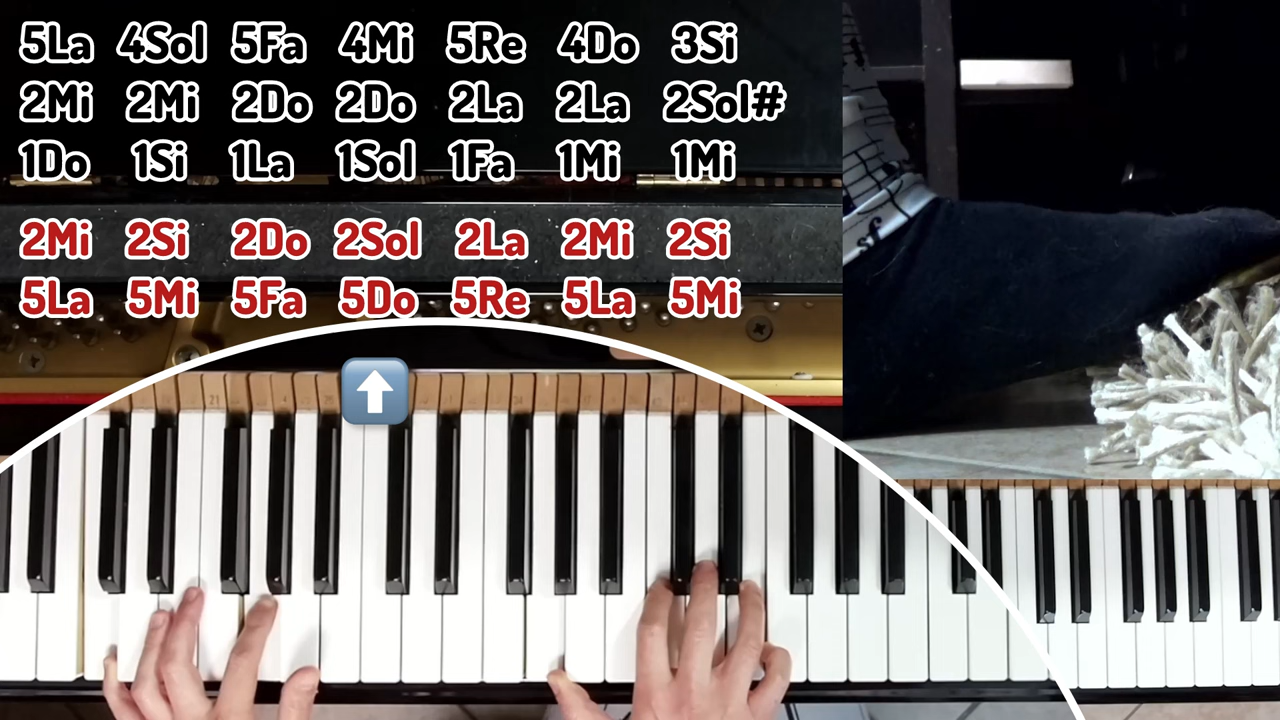 5La 4Sol 5Fa 4Mi 5Re 4Do 3Si
2Mi 2Mi 2Do 2Do 2La 2La 2Sol#
1Do 1Si 1La 1Sol 1Fa 1Mi 1Mi
2Mi 2Si 2Do 2Sol 2La 2Mi 2Si
5La 5Mi 5Fa 5Do 5Re 5La 5Mi
21